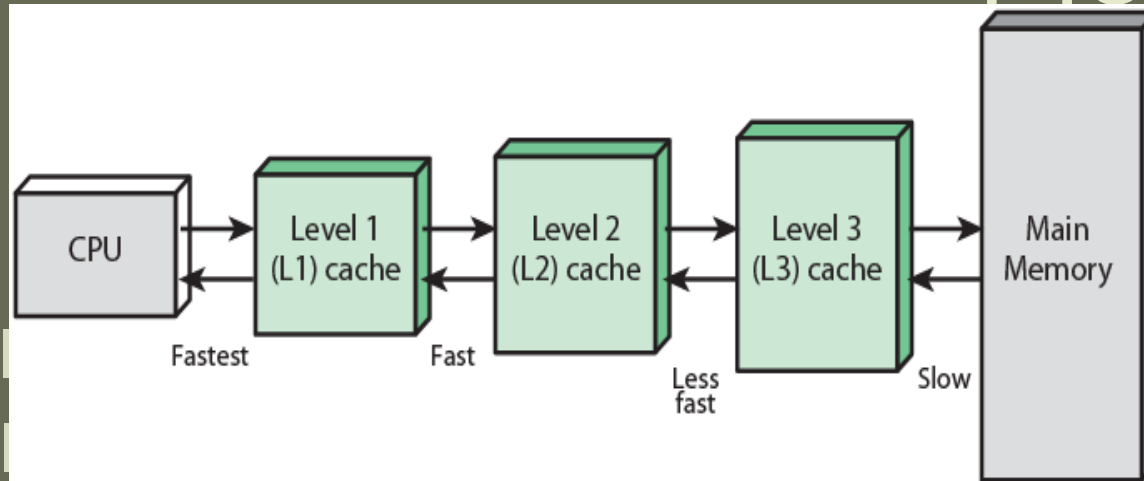 CPU
Level 1
(L1) cache
Level 2
(L2) cache
Level 3
(L3) cache
Main
Memory
Fastest
Fast
Less
fast
Slow